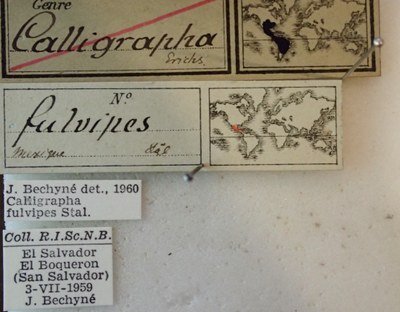 Genre
Calligrapha
Erichs.
No
fulvipes
Mexique
J. Bechyné det., 1960
Calligrapha
fulvipes Stal.
Coll. R.I.Sc.N.B.
El Salvador
El Boqueron
(San Salvador)
3-VII-1959
J. Bechyné